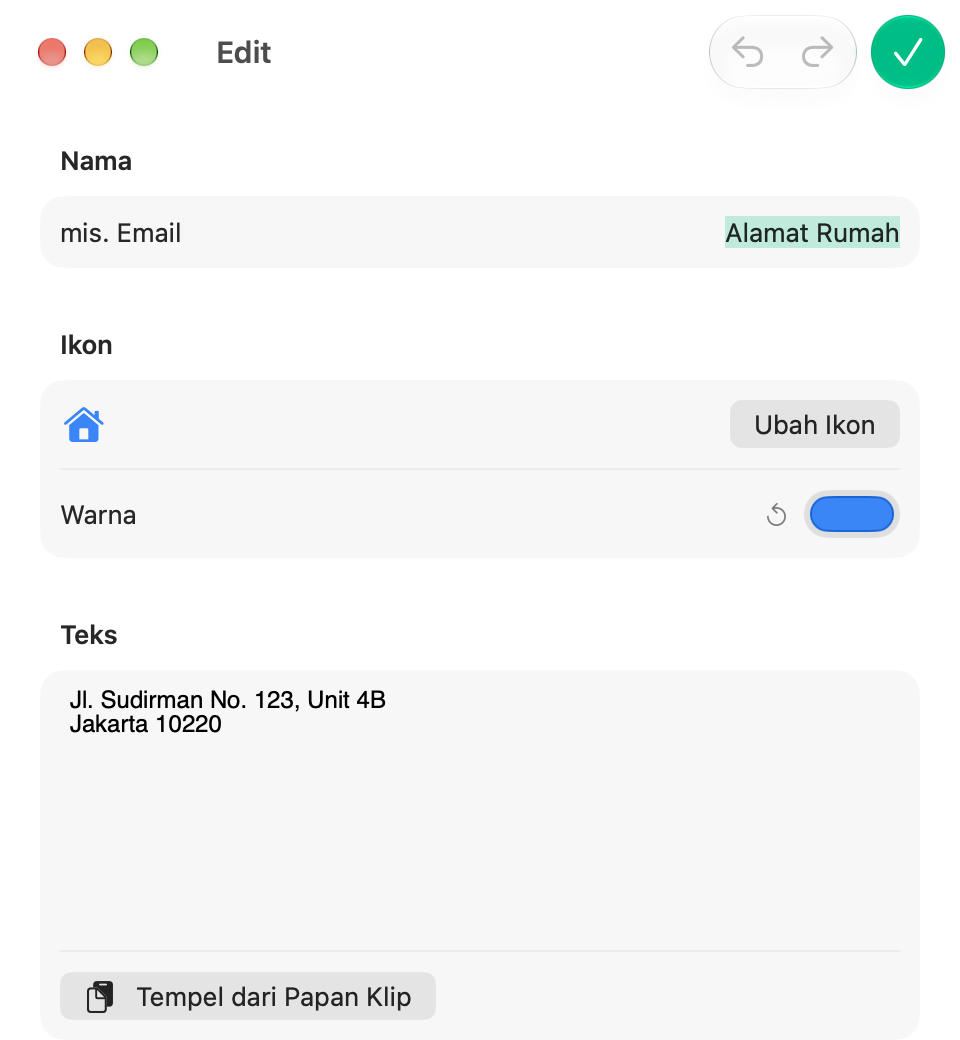 Edit
Nama
mis. Email Alamat Rumah
Ikon
Ubah Ikon
Warna
Teks
Jl. Sudirman No. 123, Unit 4B
Jakarta 10220
Tempel dari Papan Klip